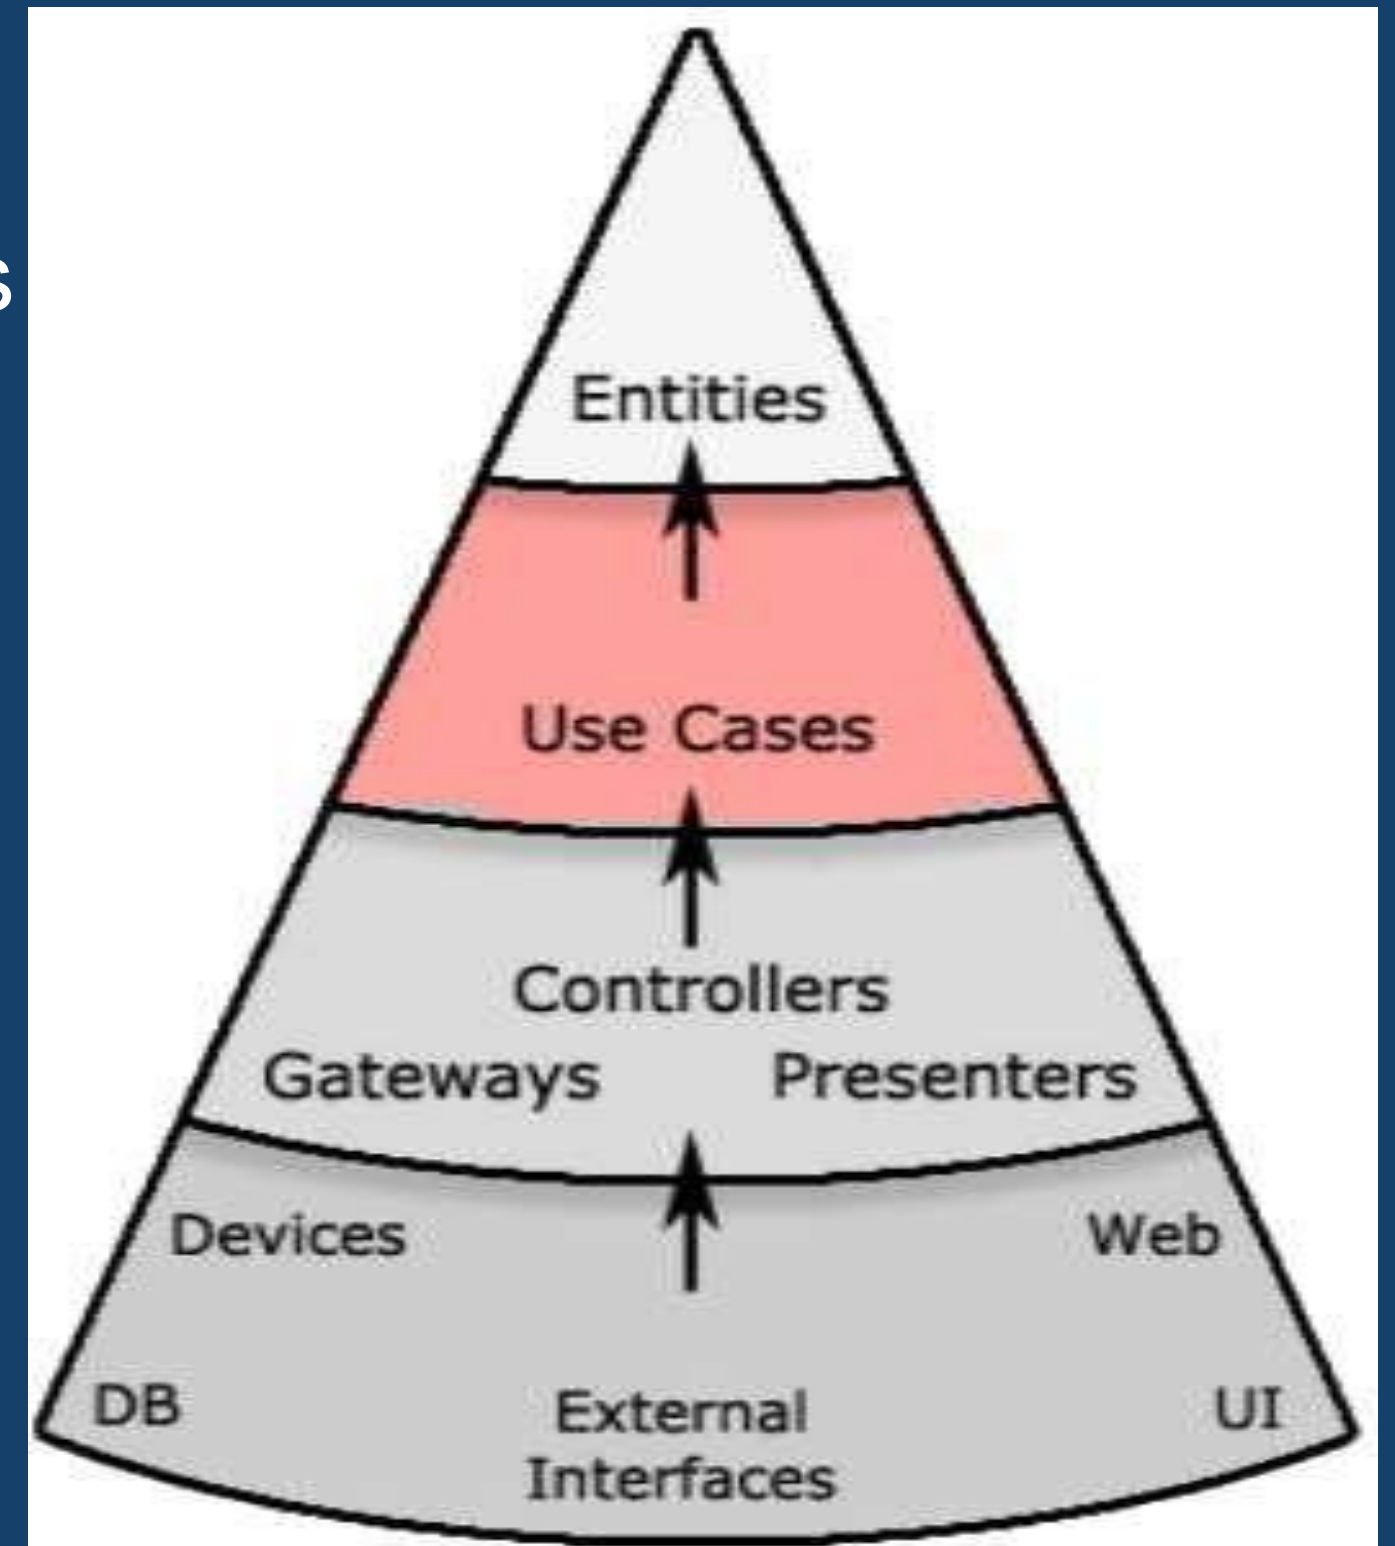 s
Entities
Use Cases
Controllers
Gateways Presenters
Devices Web
DB External Interfaces UI